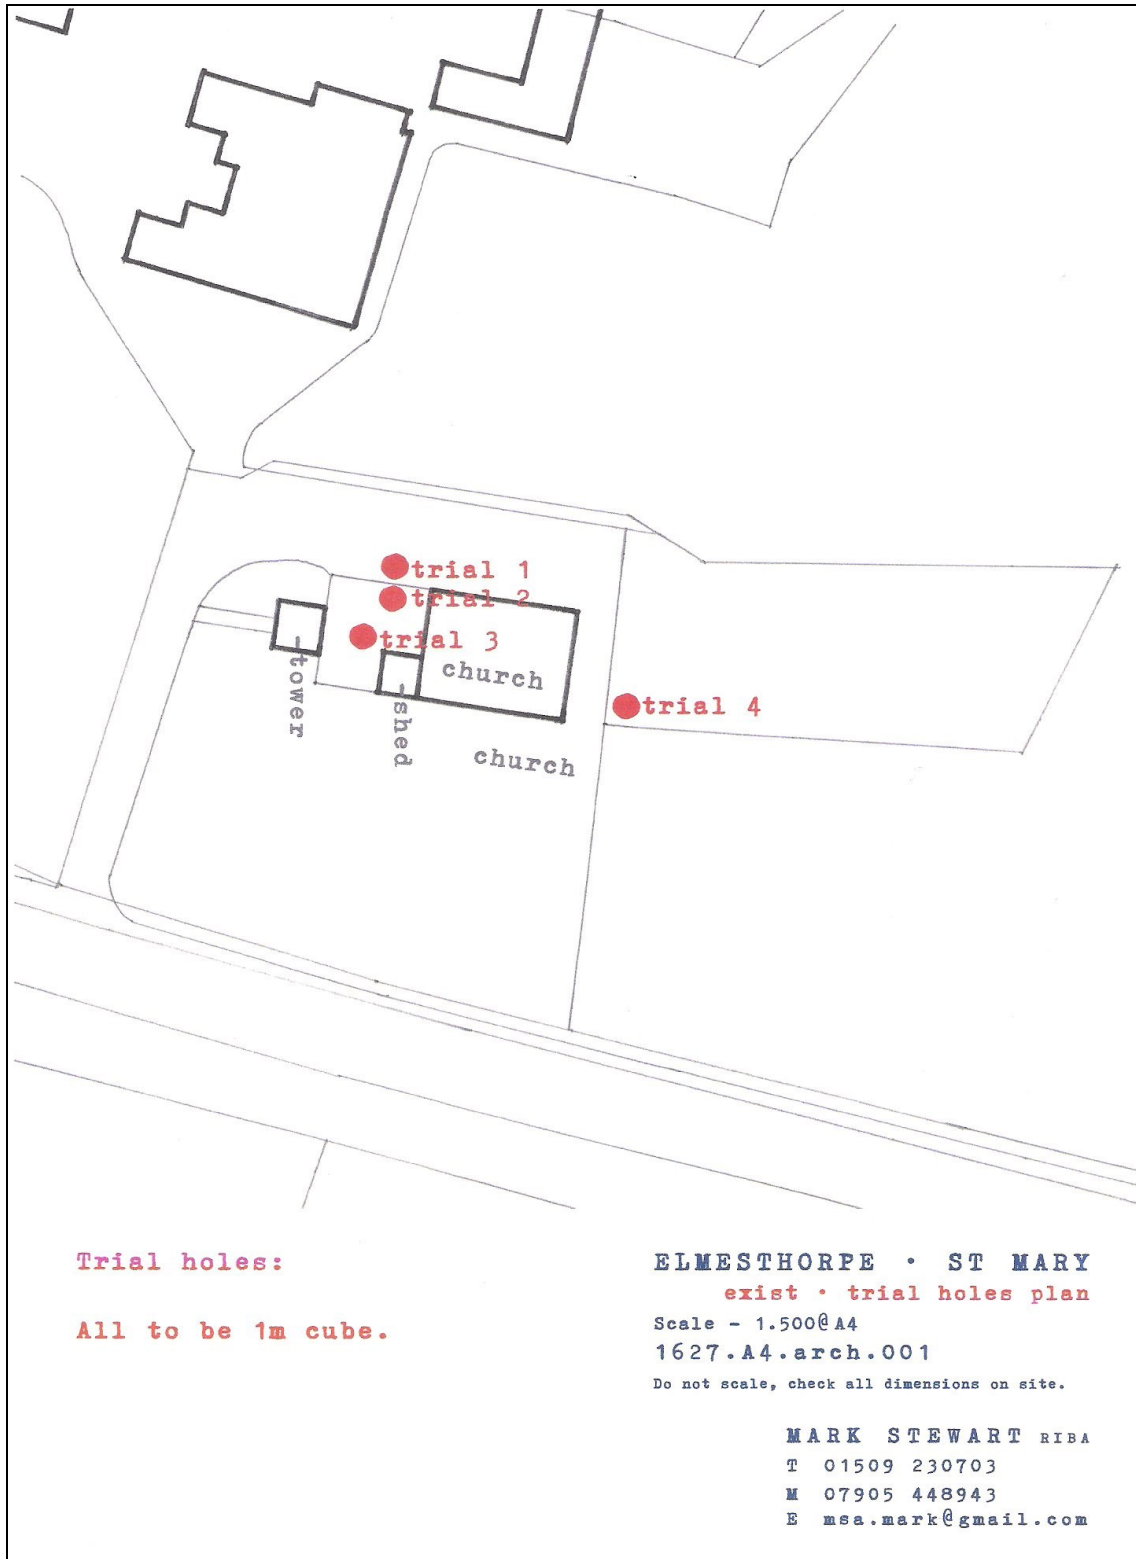 trial 1
trial 2
trial 3
church
tower
shed
trial 4
church
Trial holes:
All to be 1m cube.
ELMESTHORPE · ST MARY
exist · trial holes plan
Scale - 1.500@A4
1627.A4.arch.001
Do not scale, check all dimensions on site.
MARK STEWART RIBA
T 01509 230703
M 07905 448943
E msa.mark@gmail.com